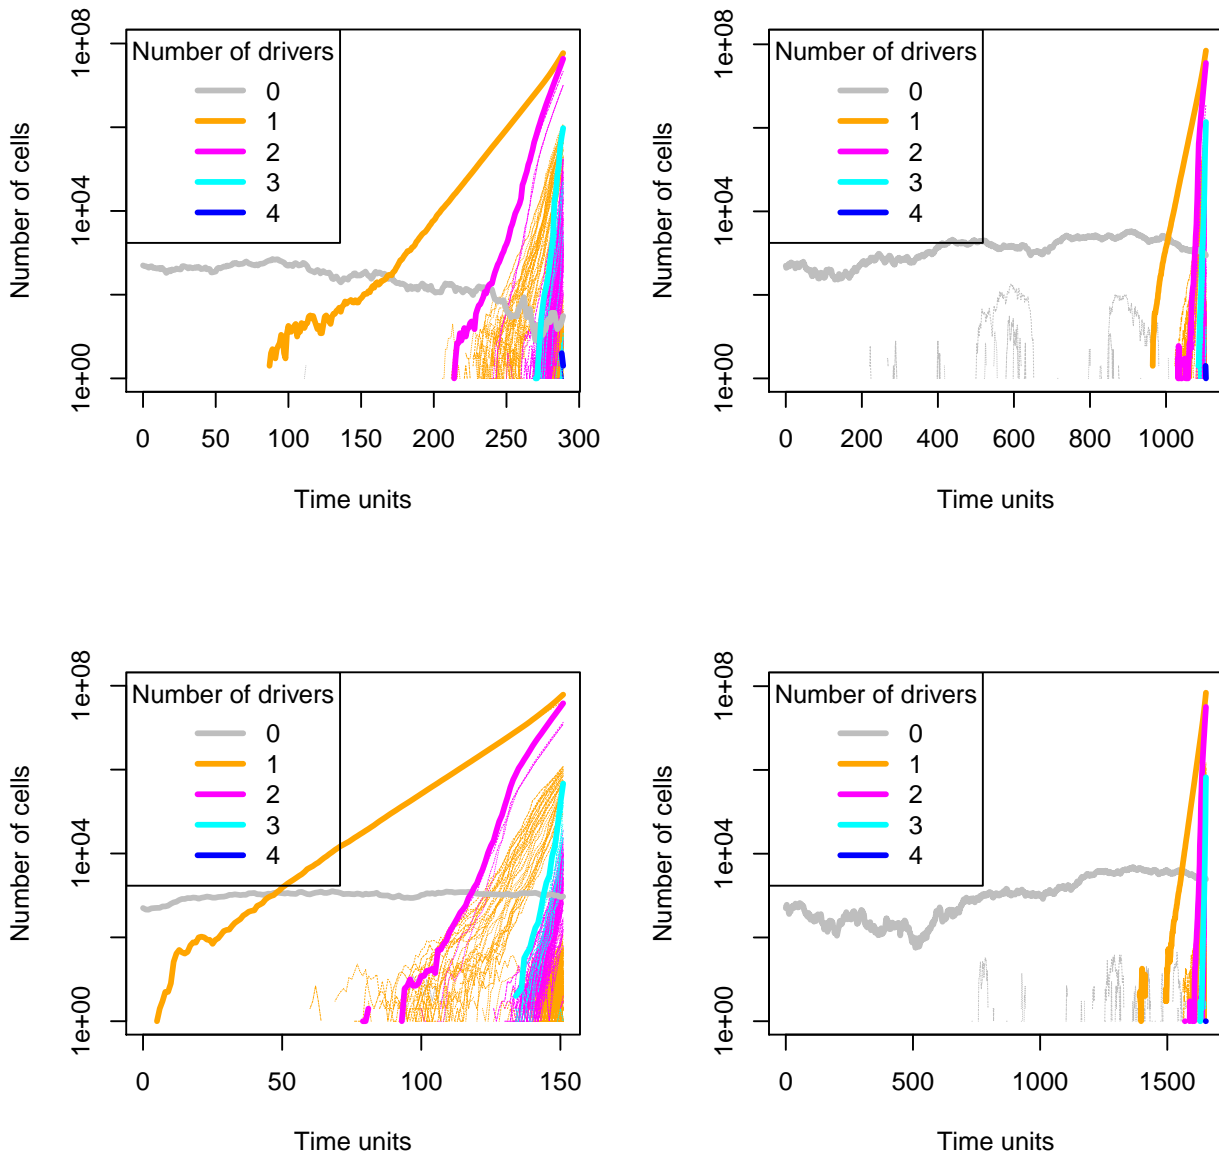 Number of drivers
0
1
2
3
4
1e+00 1e+04 1e+08
Number of cells
0 50 100 150 200 250 300
Time units
Number of drivers
0
1
2
3
4
1e+00 1e+04 1e+08
Number of cells
0 200 400 600 800 1000
Time units
Number of drivers
0
1
2
3
4
1e+00 1e+04 1e+08
Number of cells
0 50 100 150
Time units
Number of drivers
0
1
2
3
4
1e+00 1e+04 1e+08
Number of cells
0 500 1000 1500
Time units